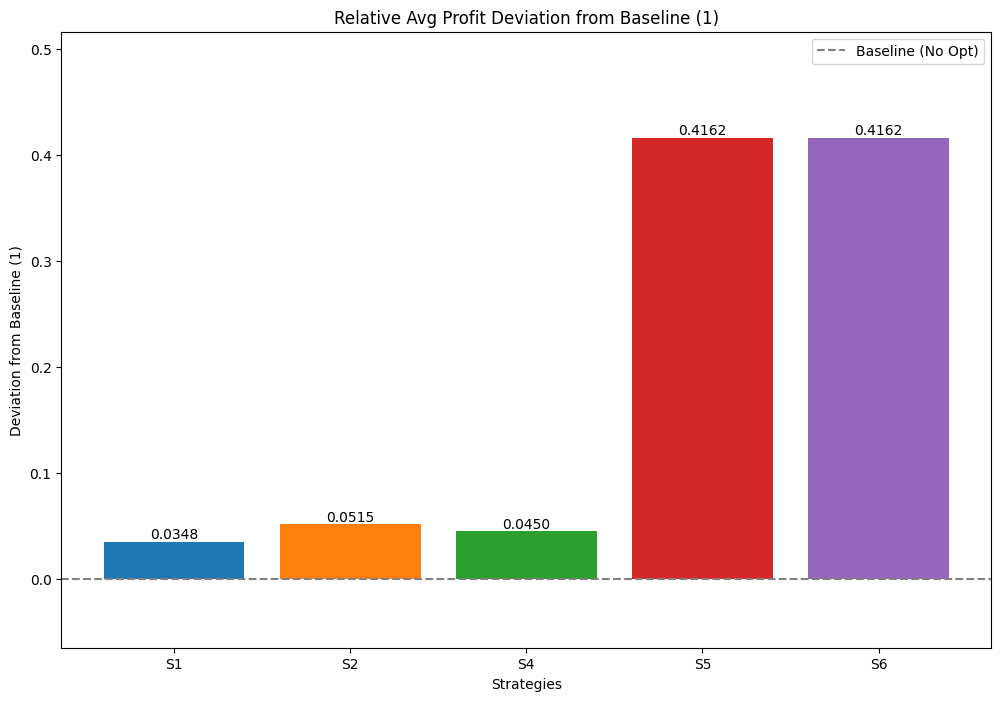 Relative Avg Profit Deviation from Baseline (1)
Baseline (No Opt)
Deviation from Baseline (1)
0.5
0.4
0.3
0.2
0.1
0.0
0.0348
0.0515
0.0450
0.4162
0.4162
S1
S2
S4
S5
S6
Strategies